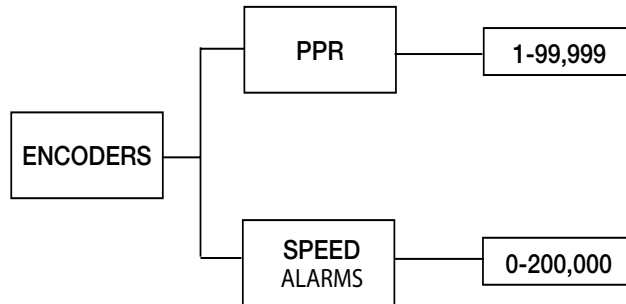 PPR
1-99,999
ENCODERS
SPEED
ALARMS
0-200,000